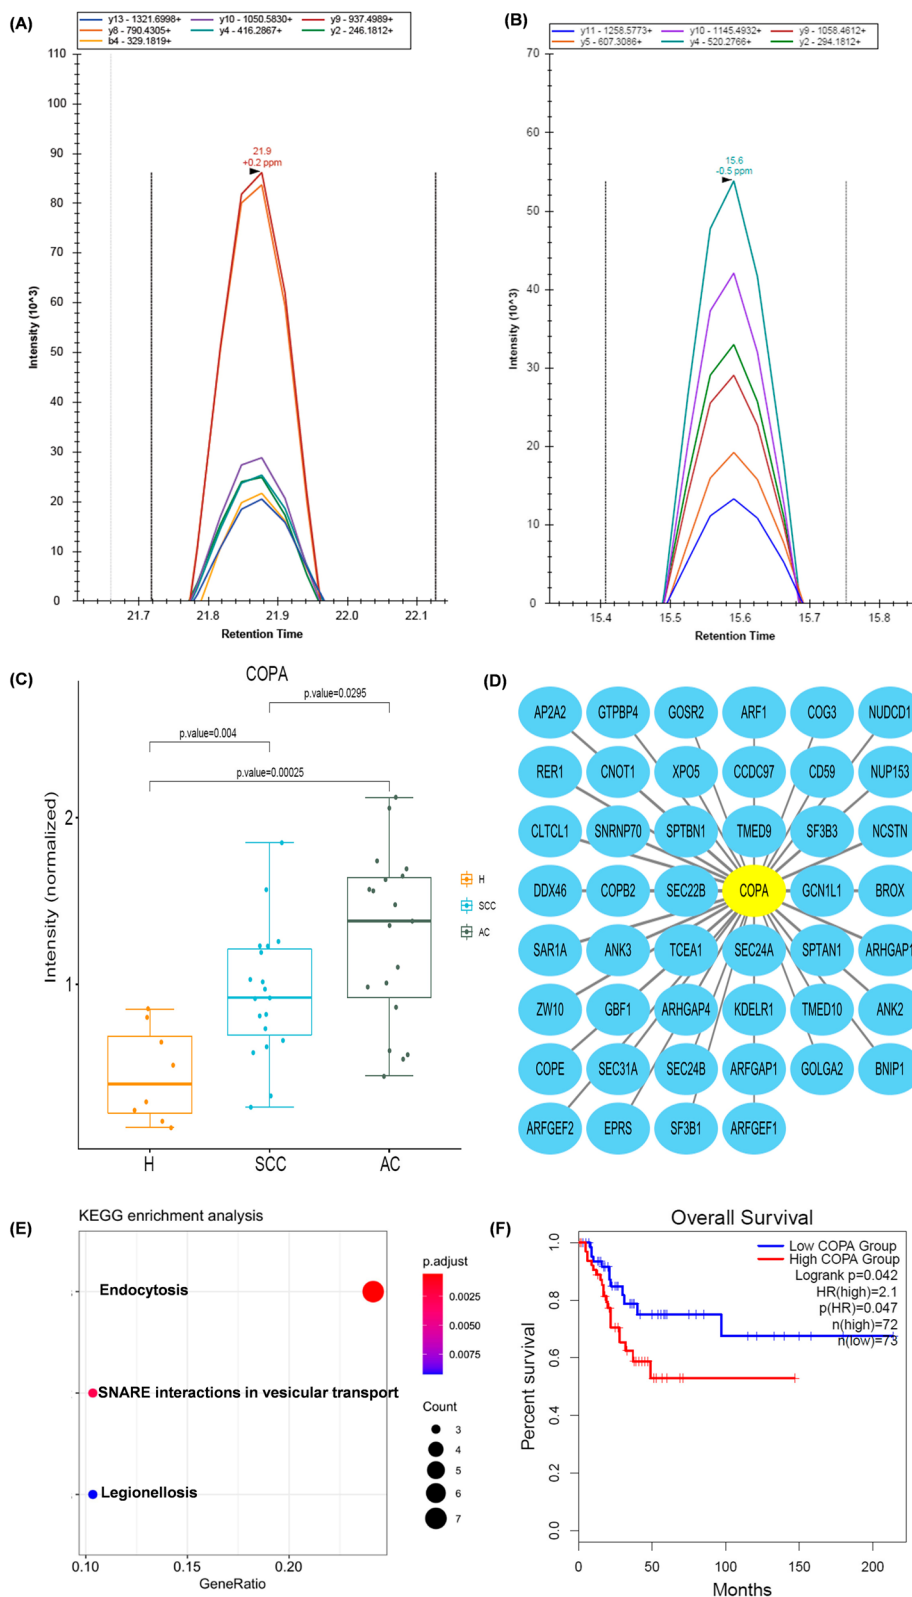 (A)
y13 - 1321.6998+ y10 - 1050.5830+ y9 - 937.4989+
y8 - 790.4305+ y4 - 416.2867+ y2 - 246.1812+
b4 - 329.1819+
110
100
90
80
70
60
50
40
30
20
10
0
Intensity (10^3)
21.9
+0.2 ppm
21.7 21.8 21.9 22.0 22.1
Retention Time
(B)
y11 - 1258.5773+ y10 - 1145.4932+ y9 - 1058.4612+
y5 - 607.3086+ y4 - 520.2766+ y2 - 294.1812+
70
60
50
40
30
20
10
0
Intensity (10^3)
15.6
-0.5 ppm
15.4 15.5 15.6 15.7 15.8
Retention Time
(C)
COPA
p.value=0.0295
p.value=0.004
p.value=0.00025
Intensity (normalized)
2
1
H
SCC
AC
H SCC AC
(D)
AP2A2 GTPBP4 GOSR2 ARF1 COG3 NUDCD1
RER1 CNOT1 XPO5 CCDC97 CD59 NUP153
CLTCL1 SNRNP70 SPTBN1 TMED9 SF3B3 NCSTN
DDX46 COPB2 SEC22B COPA GCN1L1 BROX
SAR1A ANK3 TCEA1 SEC24A SPTAN1 ARHGAP1
ZW10 GBF1 ARHGAP4 KDELR1 TMED10 ANK2
COPE SEC31A SEC24B ARFGAP1 GOLGA2 BNIP1
ARFGEF2 EPRS SF3B1 ARFGEF1
(E)
KEGG enrichment analysis
Endocytosis
SNARE interactions in vesicular transport
Legionellosis
0.10 0.15 0.20
GeneRatio
p.adjust
0.0025
0.0050
0.0075
Count
3
4
5
6
7
(F)
Overall Survival
Low COPA Group
High COPA Group
Logrank p=0.042
HR(high)=2.1
p(HR)=0.047
n(high)=72
n(low)=73
Percent survival
1.0
0.8
0.6
0.4
0.2
0.0
0 50 100 150 200
Months